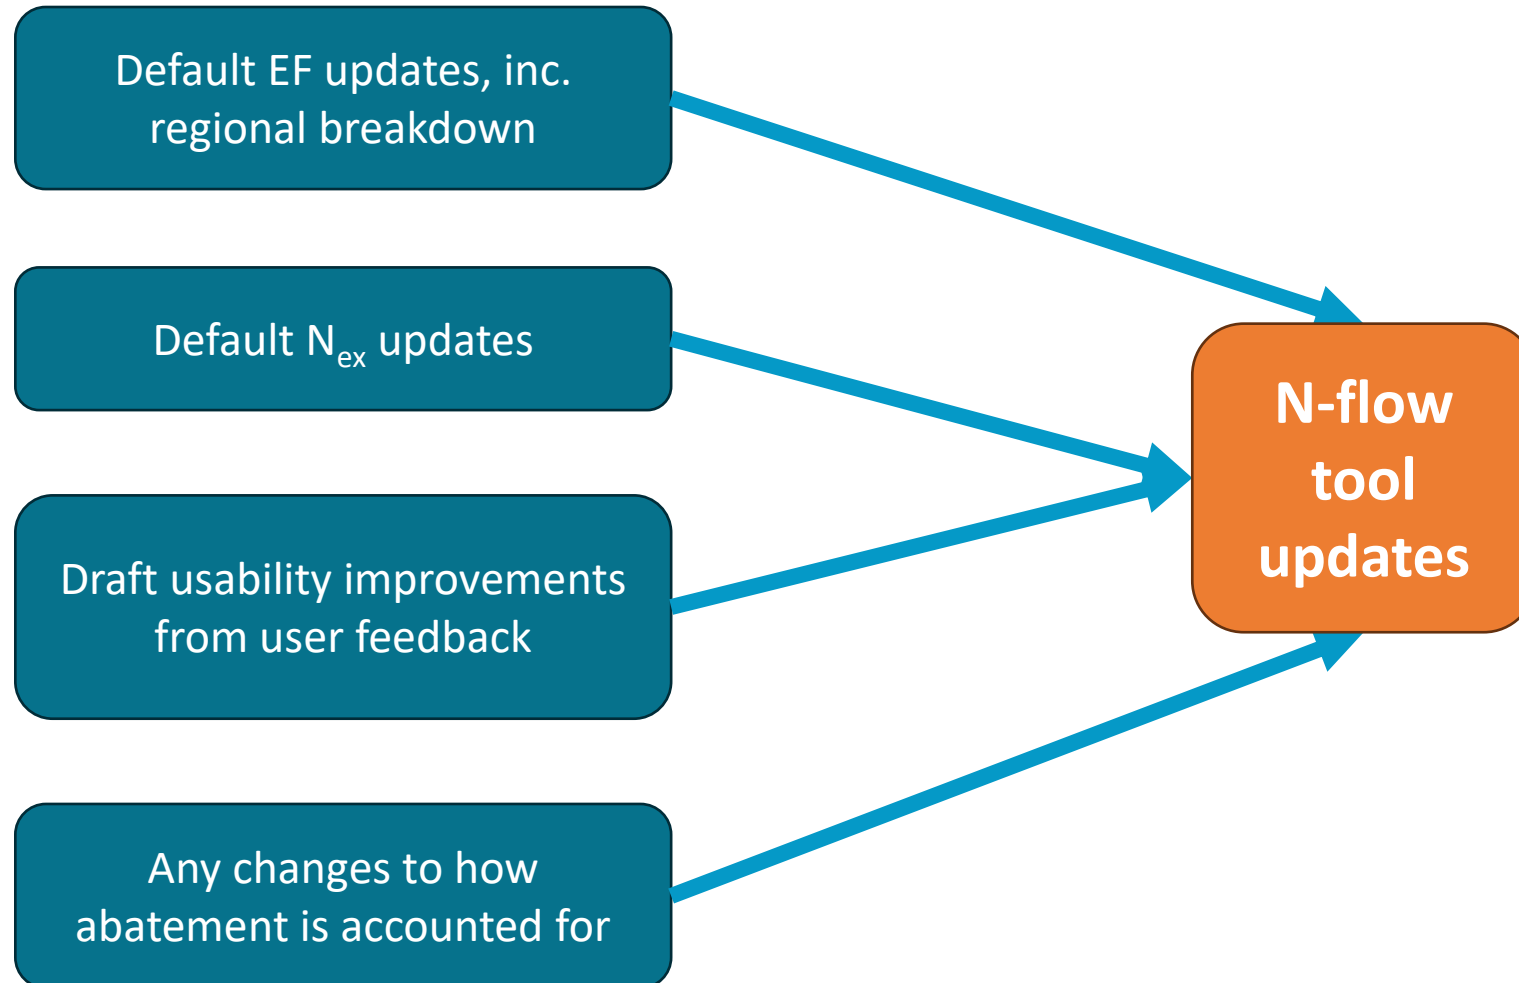 Default EF updates, inc.
regional breakdown
Default Nex updates
Draft usability improvements
from user feedback
Any changes to how
abatement is accounted for
N-flow
tool
updates